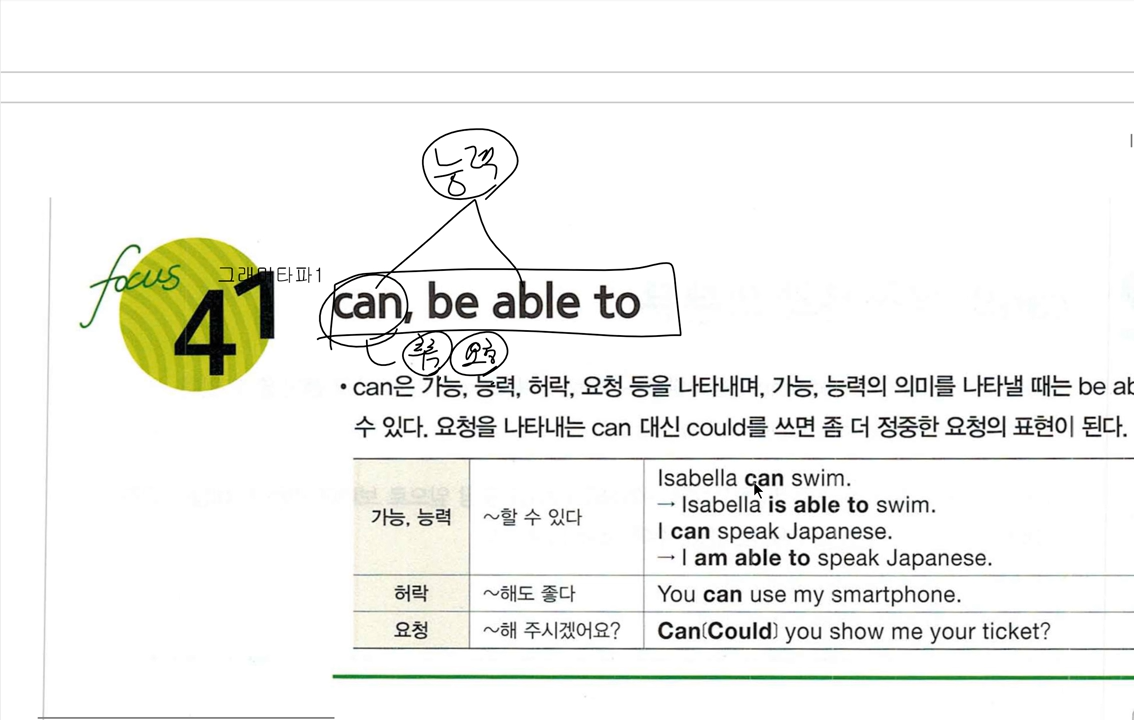 능력
focus
41
그래머타파1
can, be able to
허락 요청
• can은 가능, 능력, 허락, 요청 등을 나타내며, 가능, 능력의 의미를 나타낼 때는 be ab
수 있다. 요청을 나타내는 can 대신 could를 쓰면 좀 더 정중한 요청의 표현이 된다.
가능, 능력 ~할 수 있다 Isabella can swim.
→ Isabella is able to swim.
I can speak Japanese.
→ I am able to speak Japanese.
허락 ~해도 좋다 You can use my smartphone.
요청 ~해 주시겠어요? Can(Could) you show me your ticket?